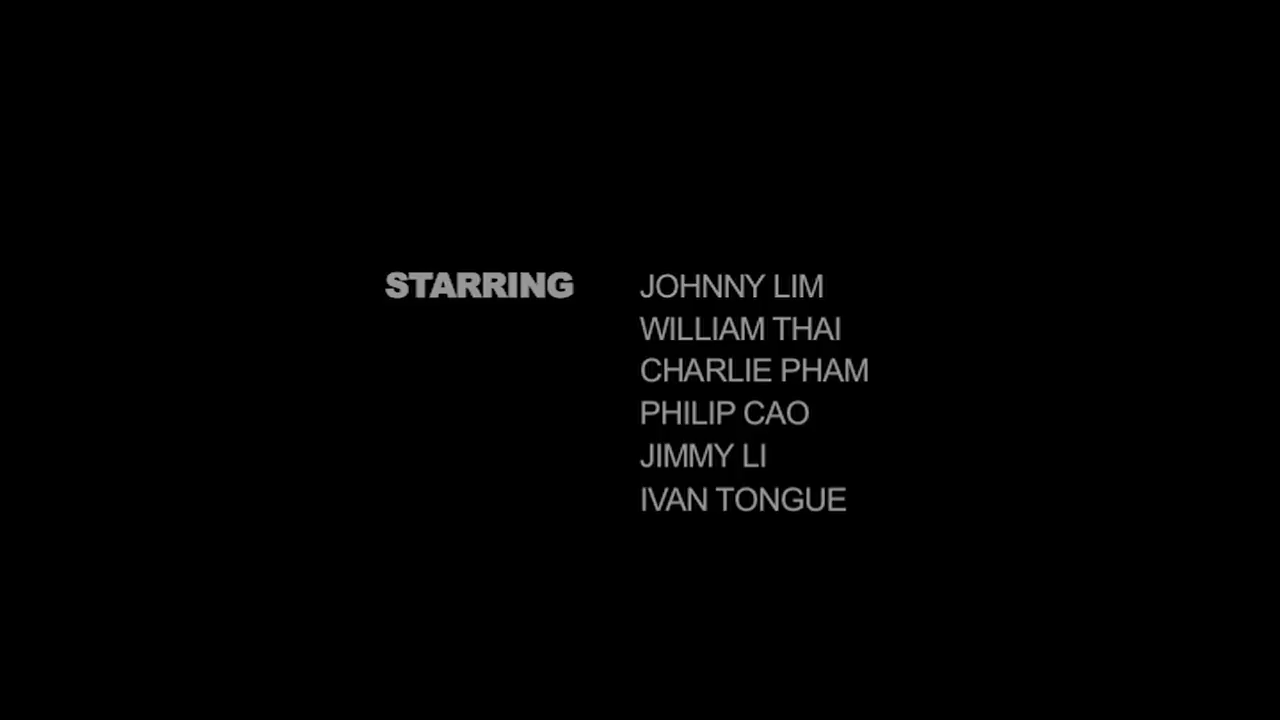 STARRING JOHNNY LIM
WILLIAM THAI
CHARLIE PHAM
PHILIP CAO
JIMMY LI
IVAN TONGUE